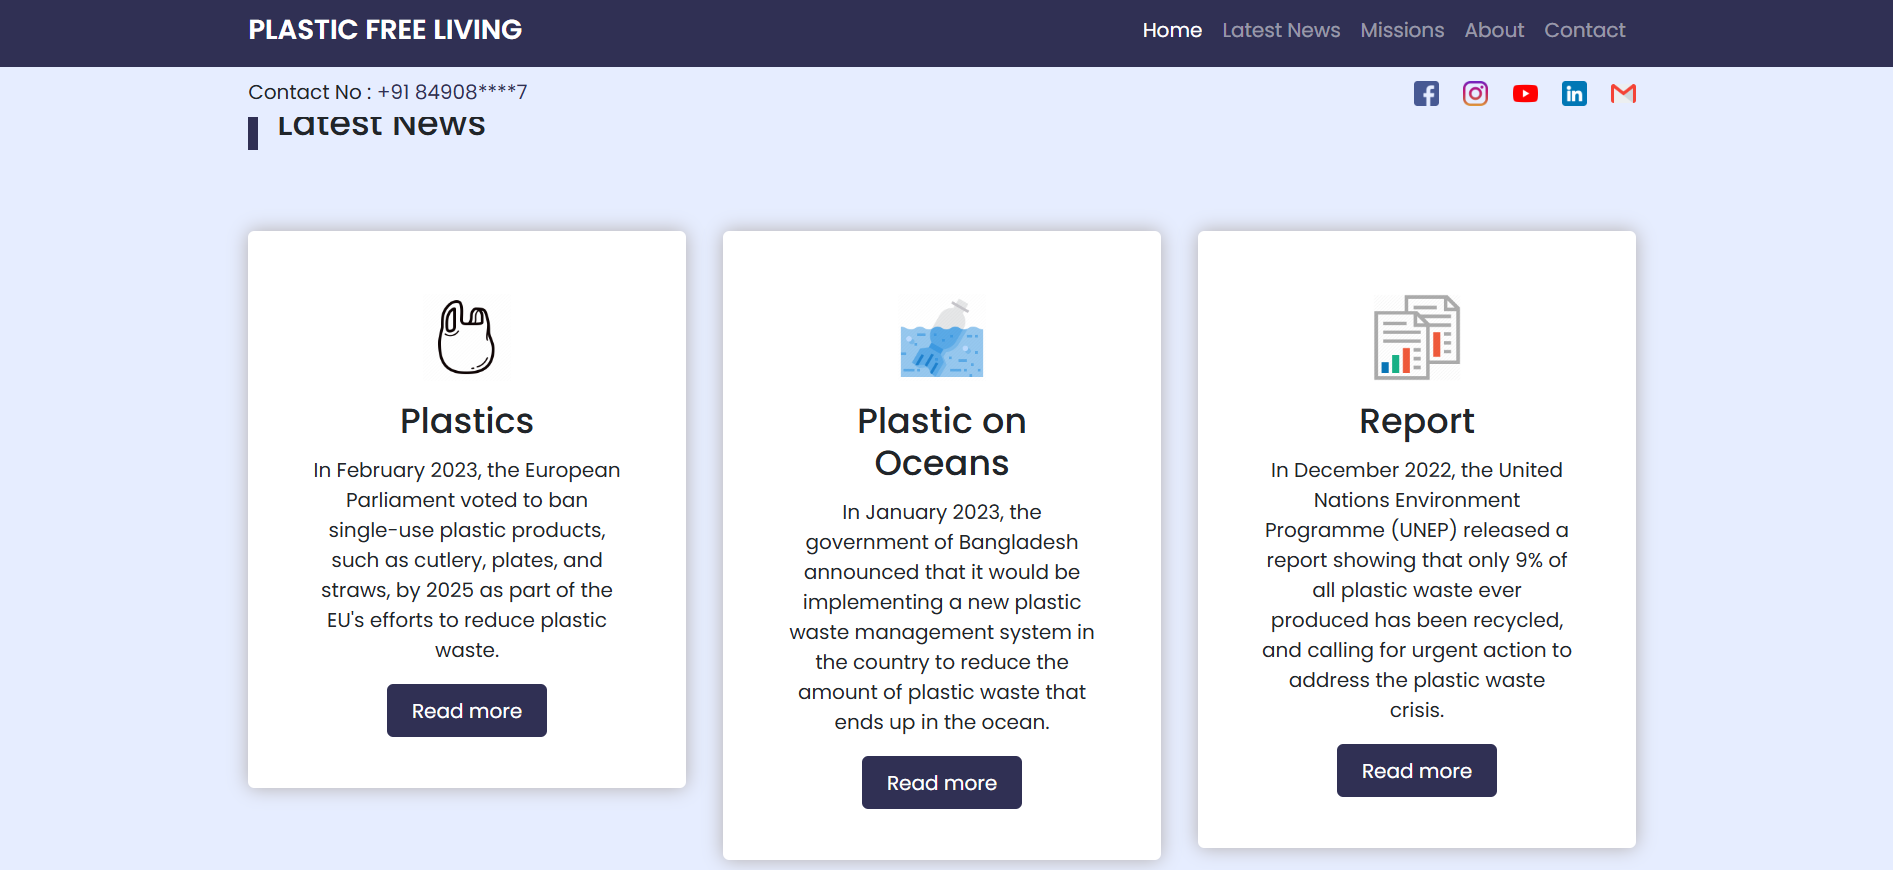 PLASTIC FREE LIVING
Home Latest News Missions About Contact
Contact No : +91 84908****7
Latest News
Plastics
In February 2023, the European
Parliament voted to ban
single-use plastic products,
such as cutlery, plates, and
straws, by 2025 as part of the
EU's efforts to reduce plastic
waste.
Read more
Plastic on
Oceans
In January 2023, the
government of Bangladesh
announced that it would be
implementing a new plastic
waste management system in
the country to reduce the
amount of plastic waste that
ends up in the ocean.
Read more
Report
In December 2022, the United
Nations Environment
Programme (UNEP) released a
report showing that only 9% of
all plastic waste ever
produced has been recycled,
and calling for urgent action to
address the plastic waste
crisis.
Read more